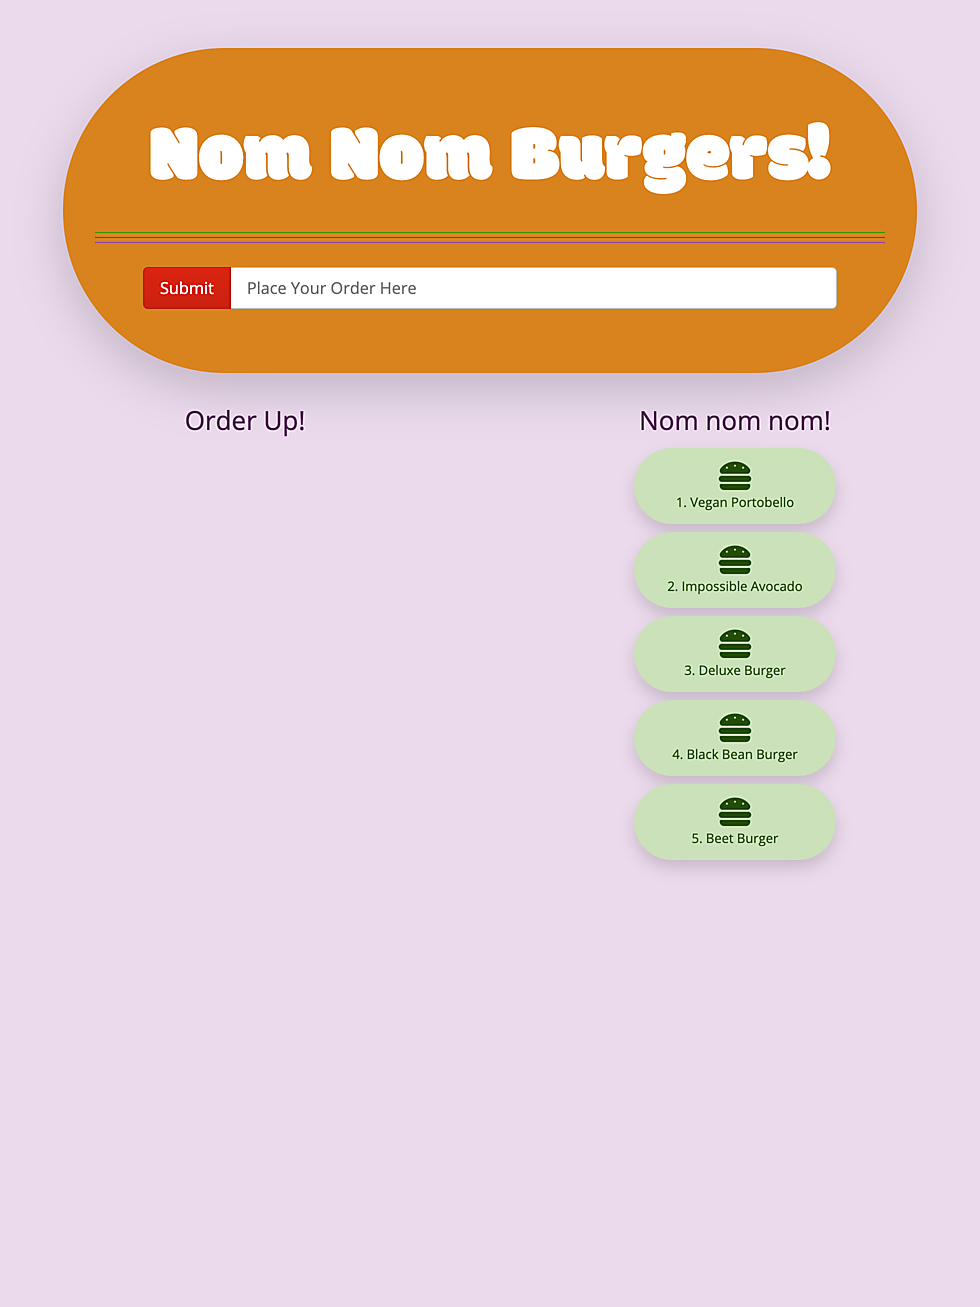 Nom Nom Burgers!
Submit
Place Your Order Here
Order Up!
Nom nom nom!
1. Vegan Portobello
2. Impossible Avocado
3. Deluxe Burger
4. Black Bean Burger
5. Beet Burger